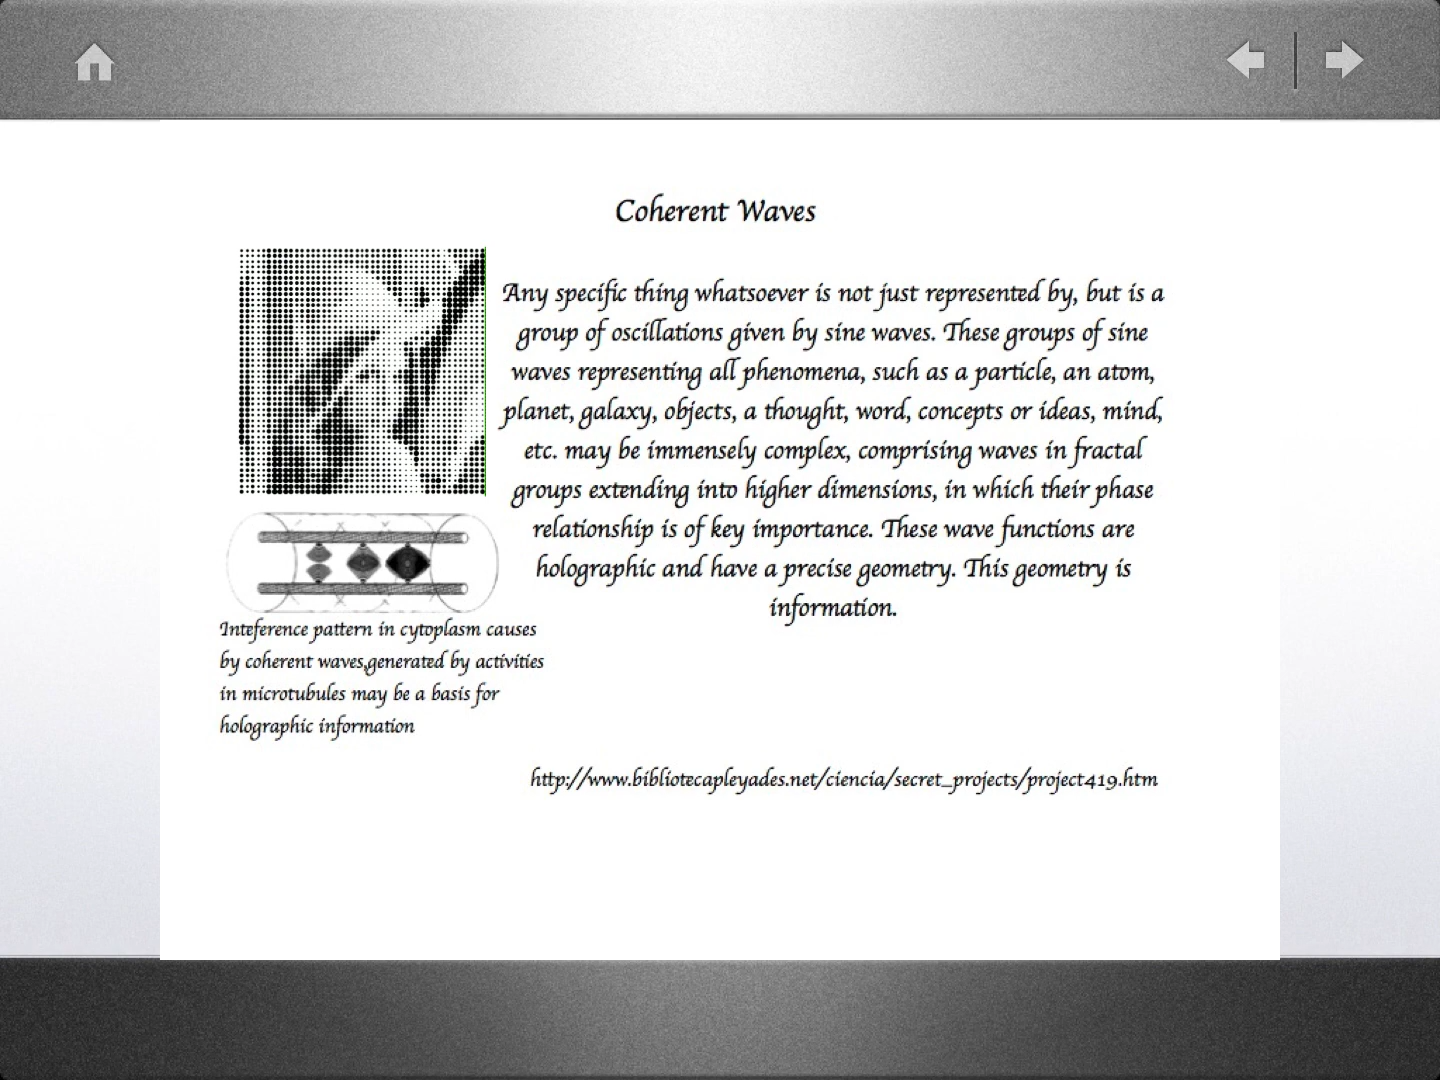 Coherent Waves
Any specific thing whatsoever is not just represented by, but is a
group of oscillations given by sine waves. These groups of sine
waves representing all phenomena, such as a particle, an atom,
planet, galaxy, objects, a thought, word, concepts or ideas, mind,
etc. may be immensely complex, comprising waves in fractal
groups extending into higher dimensions, in which their phase
relationship is of key importance. These wave functions are
holographic and have a precise geometry. This geometry is
information.
Inteference pattern in cytoplasm causes
by coherent waves,generated by activities
in microtubules may be a basis for
holographic information
http://www.bibliotecapleyades.net/ciencia/secret_projects/project419.htm